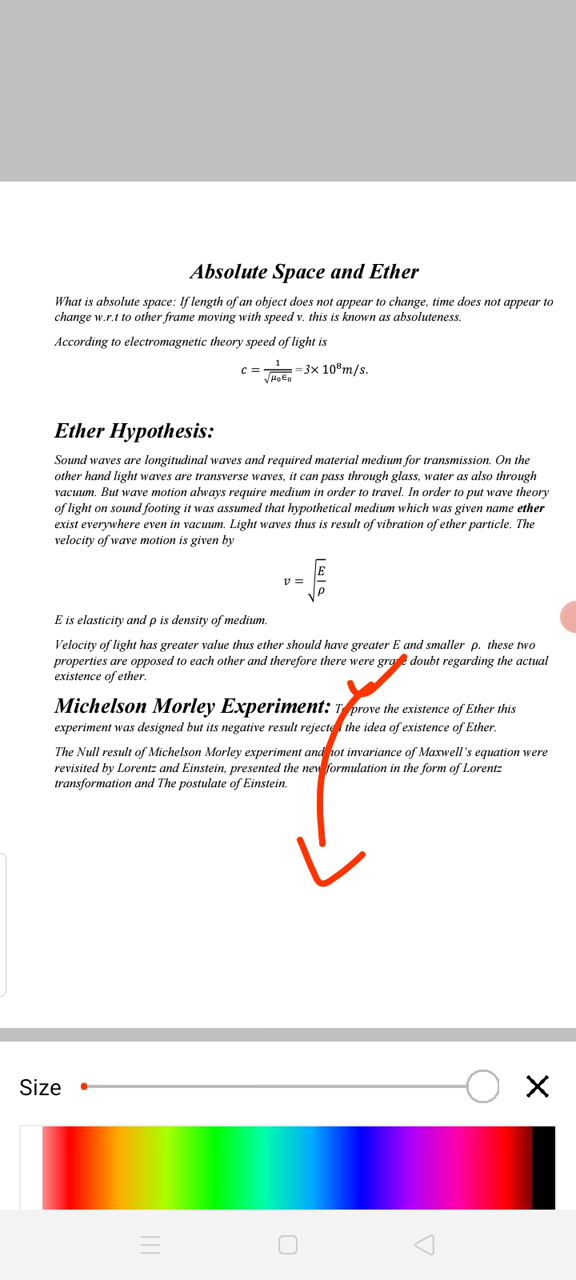 Absolute Space and Ether
What is absolute space: If length of an object does not appear to change, time does not appear to
change w.r.t to other frame moving with speed v. this is known as absoluteness.
According to electromagnetic theory speed of light is
c = 1/√μ₀∈₀ =3× 10⁸m/s.
Ether Hypothesis:
Sound waves are longitudinal waves and required material medium for transmission. On the
other hand light waves are transverse waves, it can pass through glass, water as also through
vacuum. But wave motion always require medium in order to travel. In order to put wave theory
of light on sound footing it was assumed that hypothetical medium which was given name ether
exist everywhere even in vacuum. Light waves thus is result of vibration of ether particle. The
velocity of wave motion is given by
v = √E/ρ
E is elasticity and ρ is density of medium.
Velocity of light has greater value thus ether should have greater E and smaller ρ. these two
properties are opposed to each other and therefore there were grave doubt regarding the actual
existence of ether.
Michelson Morley Experiment: To prove the existence of Ether this
experiment was designed but its negative result rejected the idea of existence of Ether.
The Null result of Michelson Morley experiment and not invariance of Maxwell's equation were
revisited by Lorentz and Einstein, presented the new formulation in the form of Lorentz
transformation and The postulate of Einstein.
Size